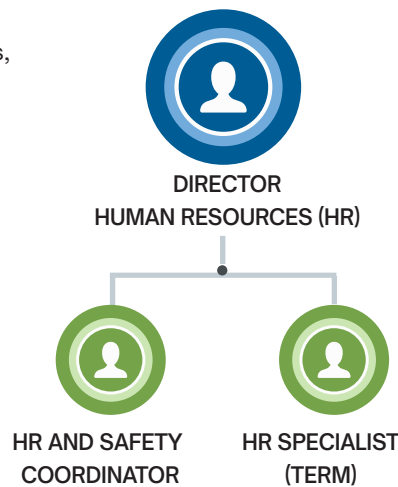 s,
DIRECTOR
HUMAN RESOURCES (HR)
HR AND SAFETY
COORDINATOR
HR SPECIALIST
(TERM)